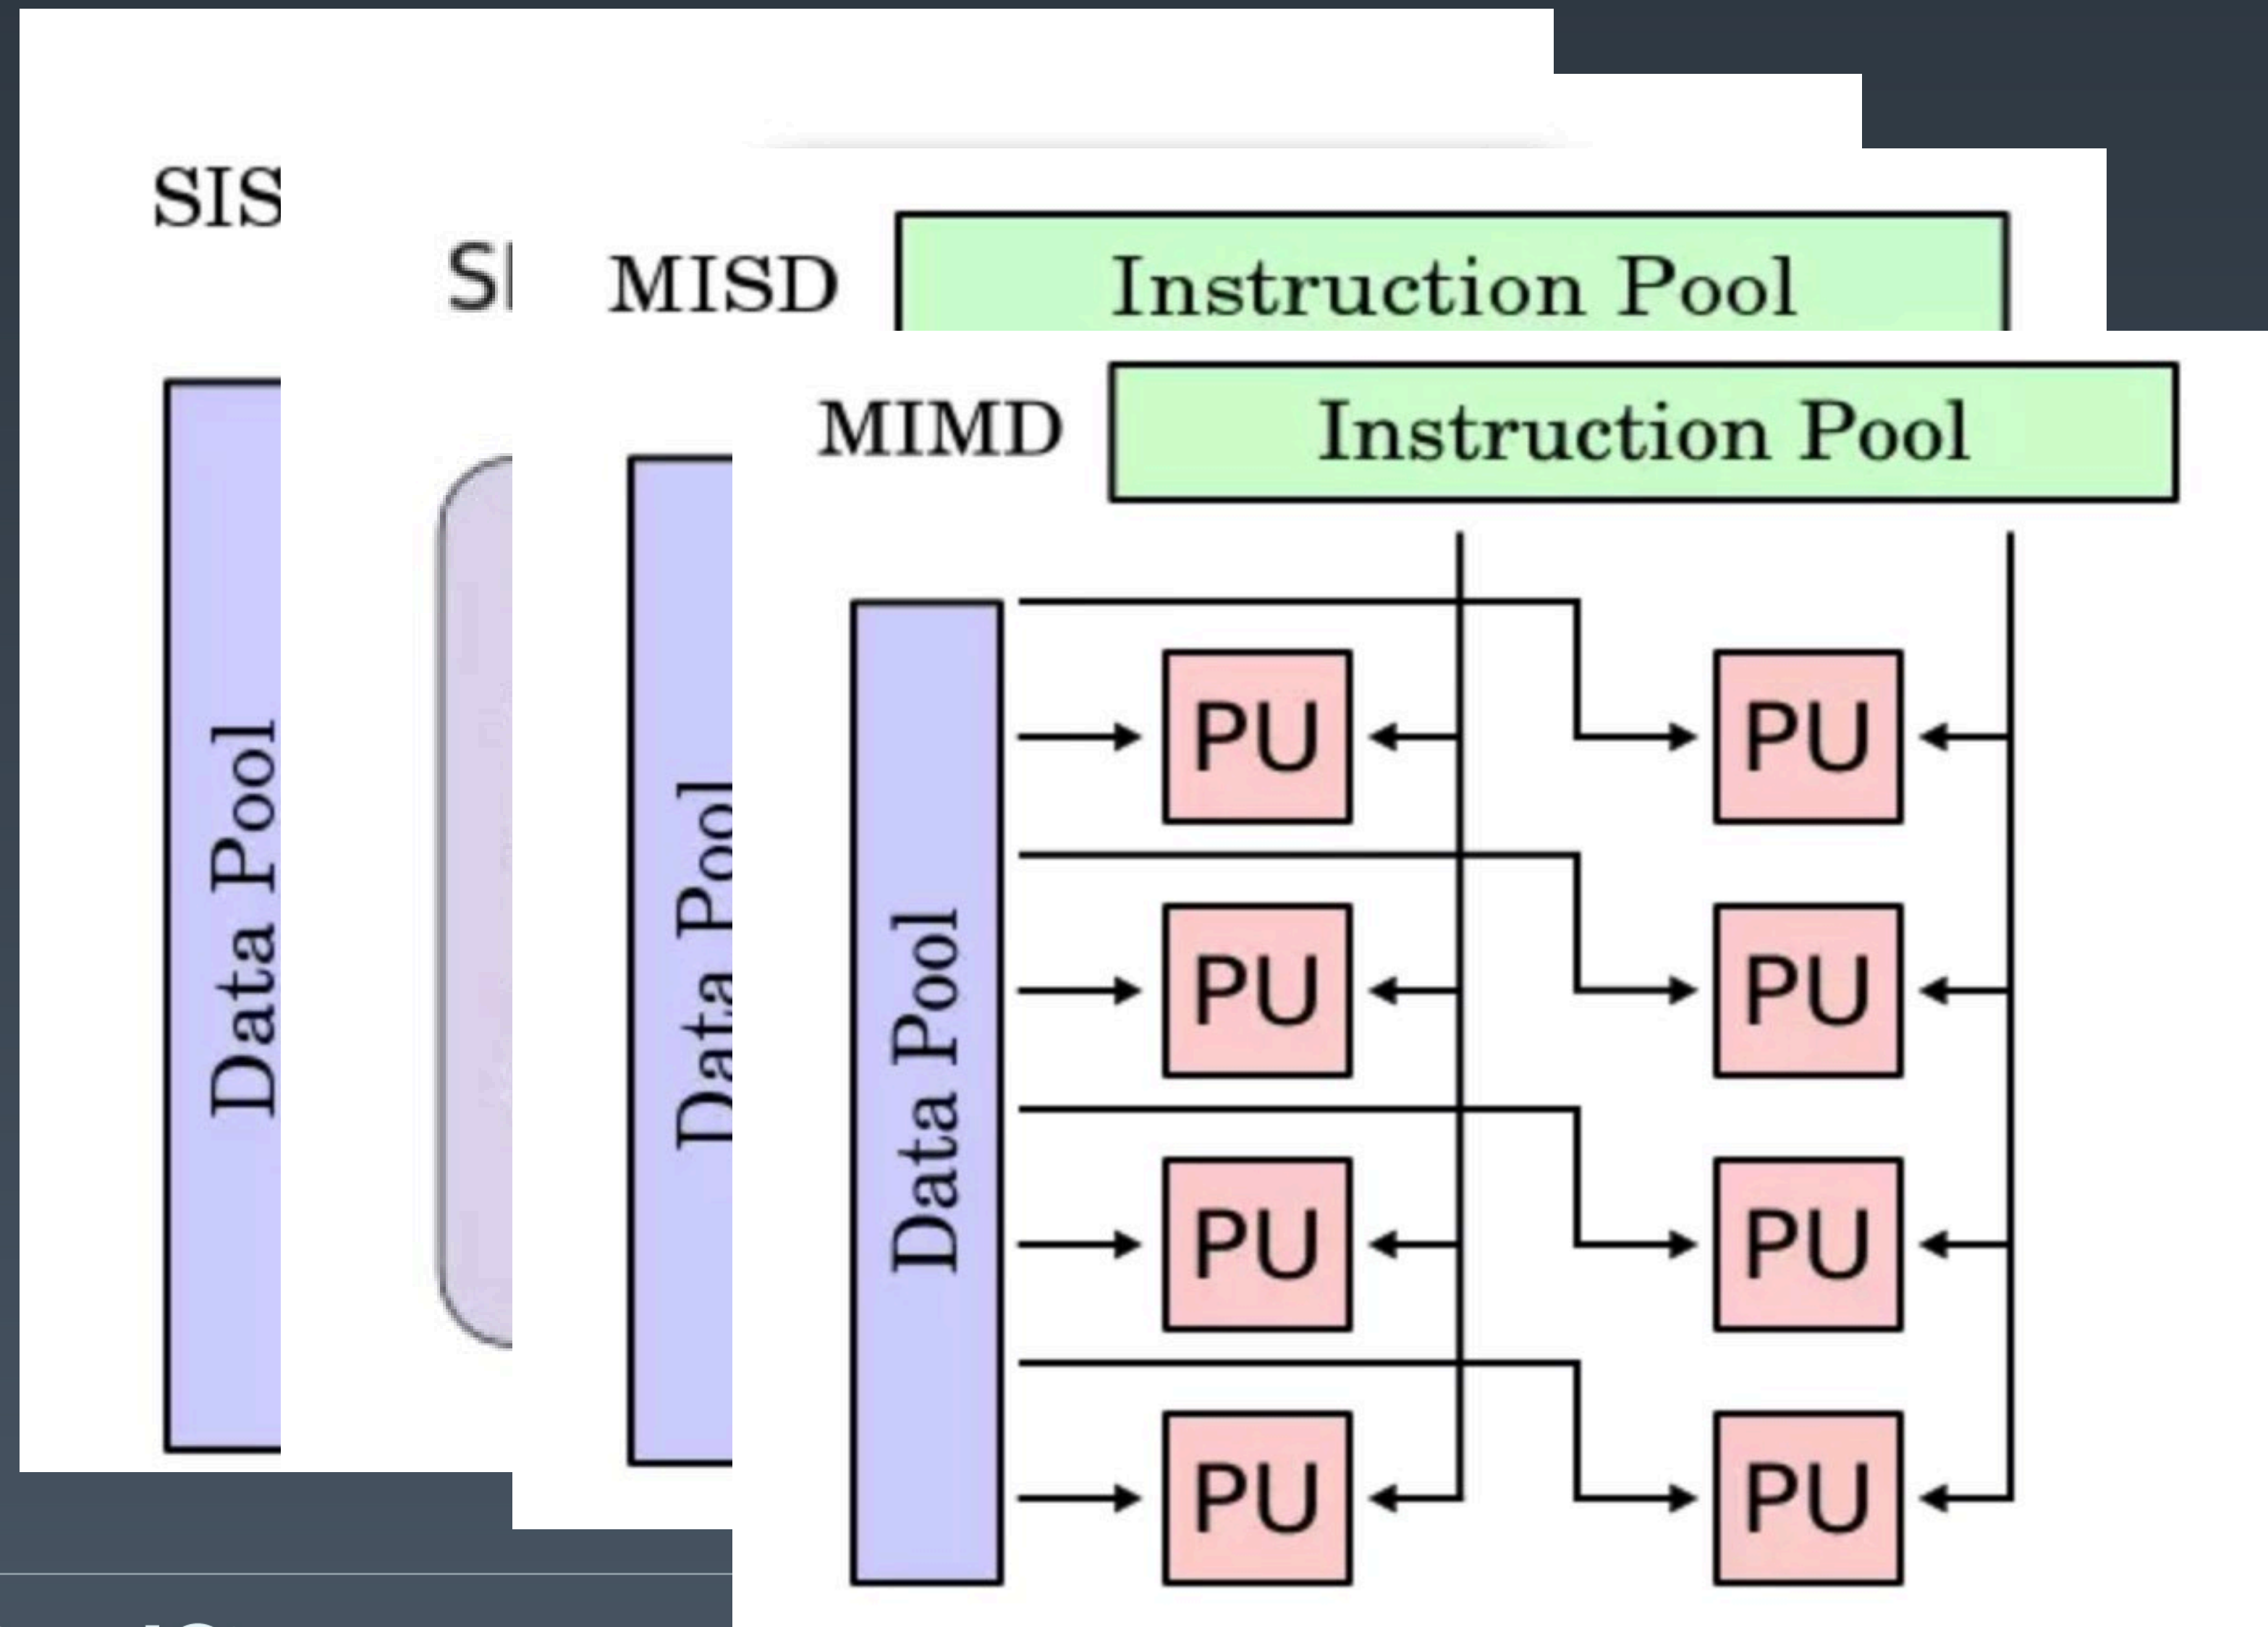 SIS
SI
MISD
Instruction Pool
MIMD
Instruction Pool
Data Pool
Data Pool
Data Pool
PU
PU
PU
PU
PU
PU
PU
PU